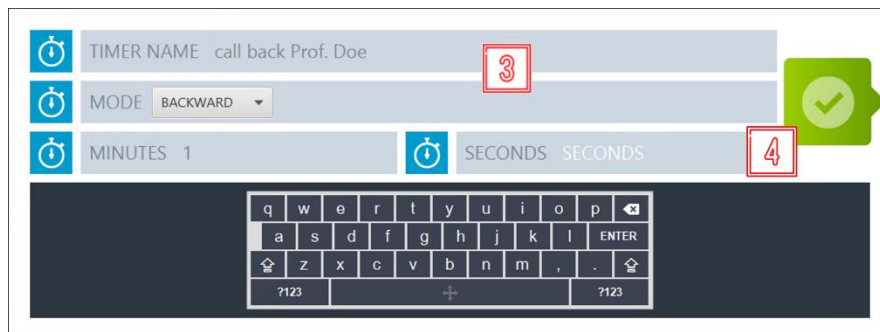 TIMER NAME call back Prof. Doe
3
MODE BACKWARD
MINUTES 1 SECONDS SECONDS
4
q w e r t y u i o p
a s d f g h j k l ENTER
z x c v b n m , .
?123 ?123